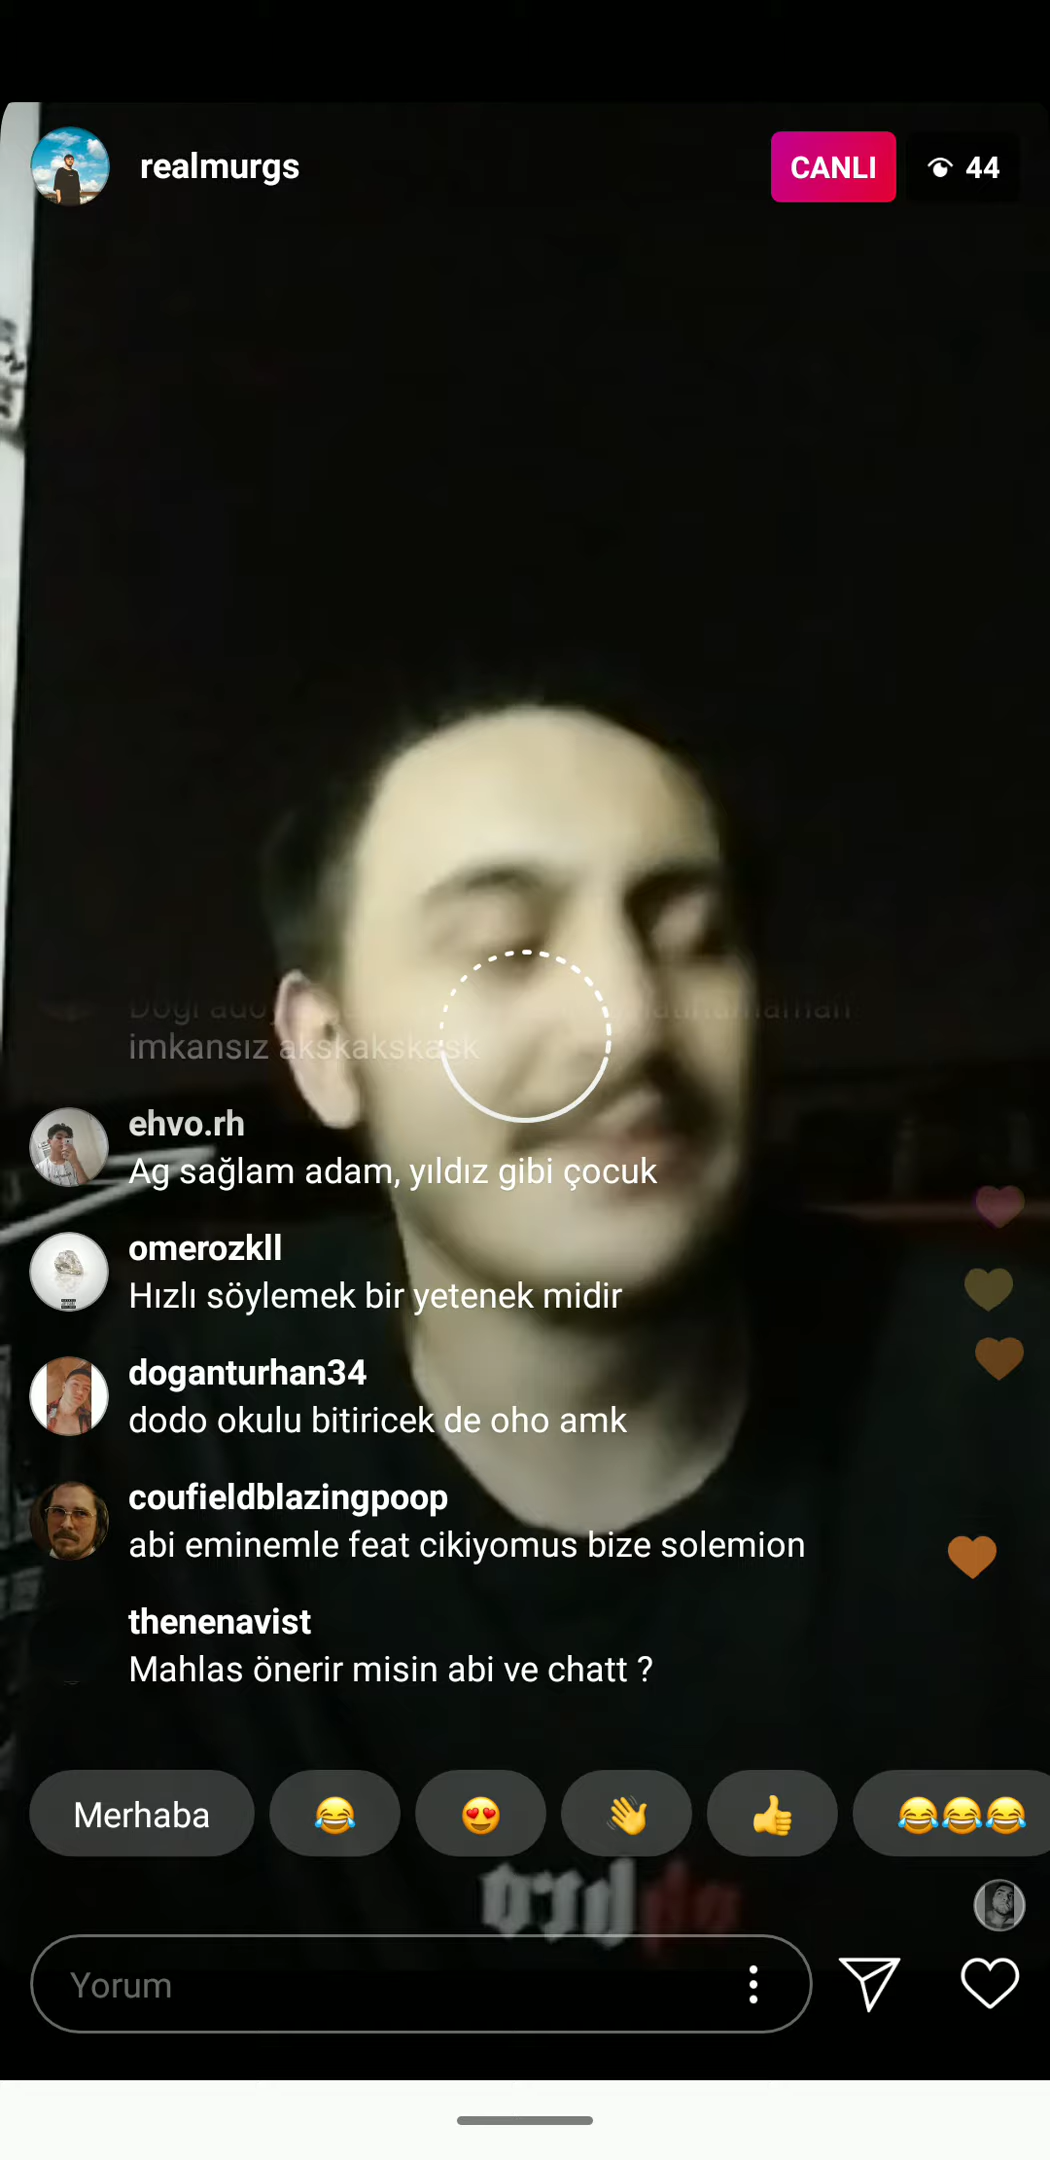 realmurgs
CANLI
44
imkansız akskakskask
ehvo.rh
Ag sağlam adam, yıldız gibi çocuk
omerozkll
Hızlı söylemek bir yetenek midir
doganturhan34
dodo okulu bitiricek de oho amk
coufieldblazingpoop
abi eminemle feat cikiyomus bize solemion
thenenavist
Mahlas önerir misin abi ve chatt ?
Merhaba
Yorum